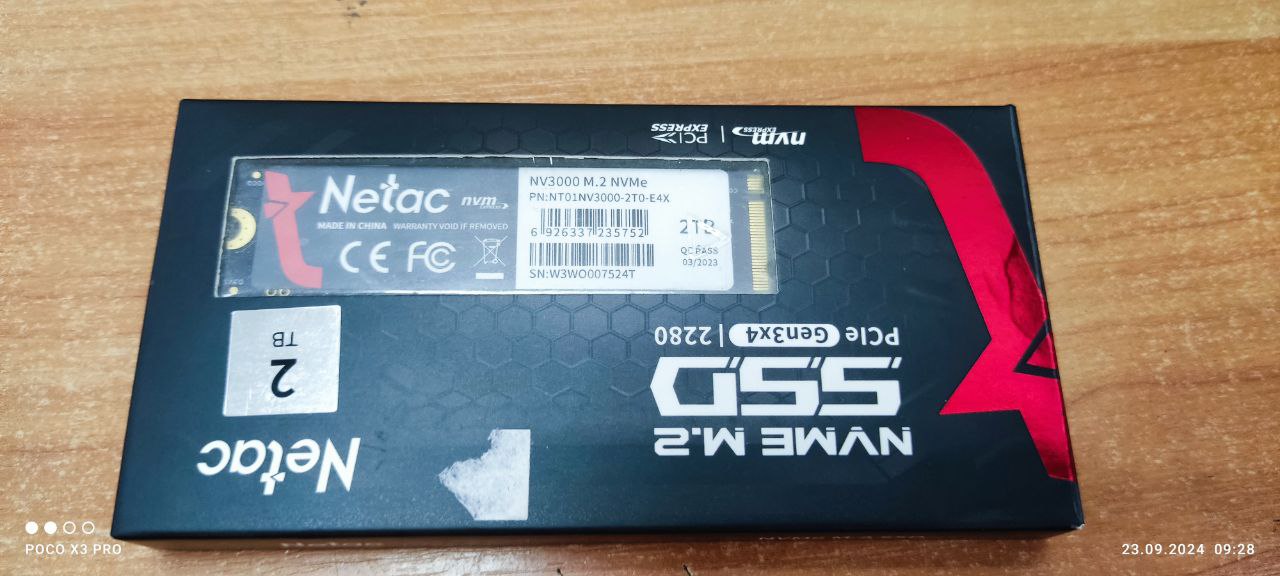 nvm
EXPRESS
PCI
EXPRESS
Netac
nvm
EXPRESS
MADE IN CHINA WARRANTY VOID IF REMOVED
CE FC
NV3000 M.2 NVMe
PN:NT01NV3000-2T0-E4X
6 926337 235752
2TB
QC PASS
03/2023
SN:W3WO007524T
Netac
2
TB
NVME M.2
SSD
PCIe Gen3x4 | 2280
POCO X3 PRO
23.09.2024 09:28